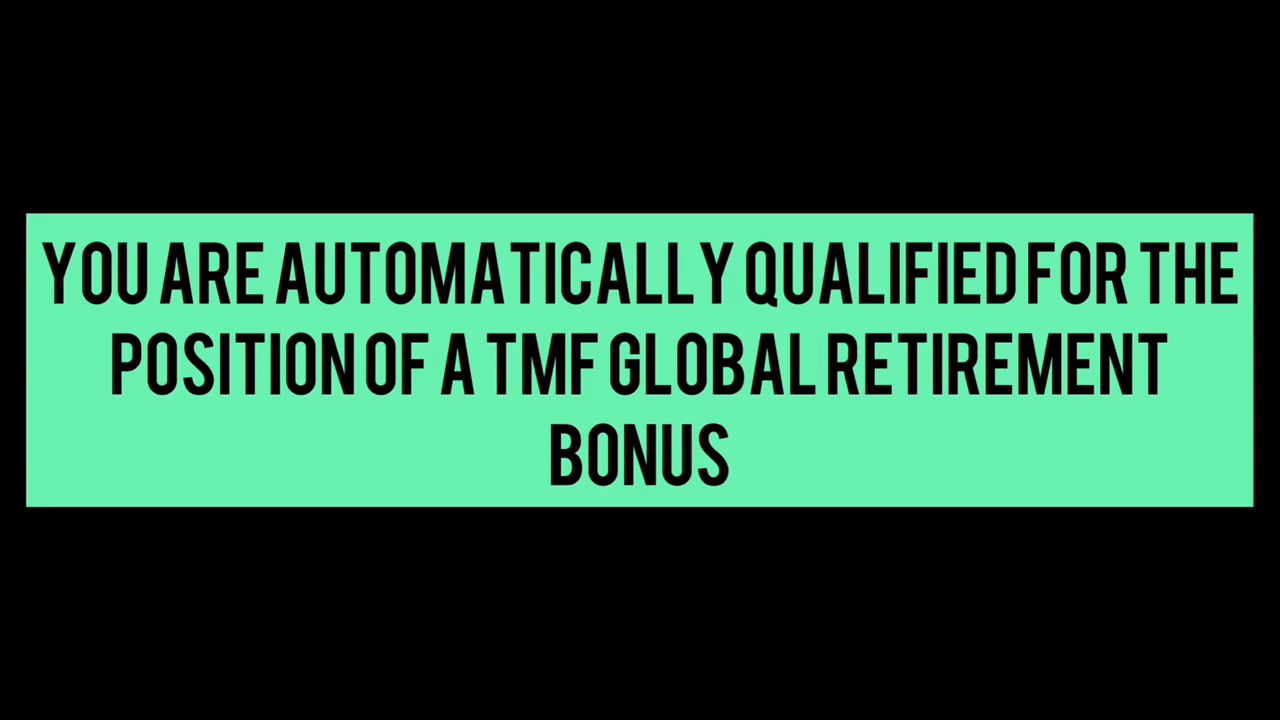 YOU ARE AUTOMATICALLY QUALIFIED FOR THE
POSITION OF A TMF GLOBAL RETIREMENT
BONUS